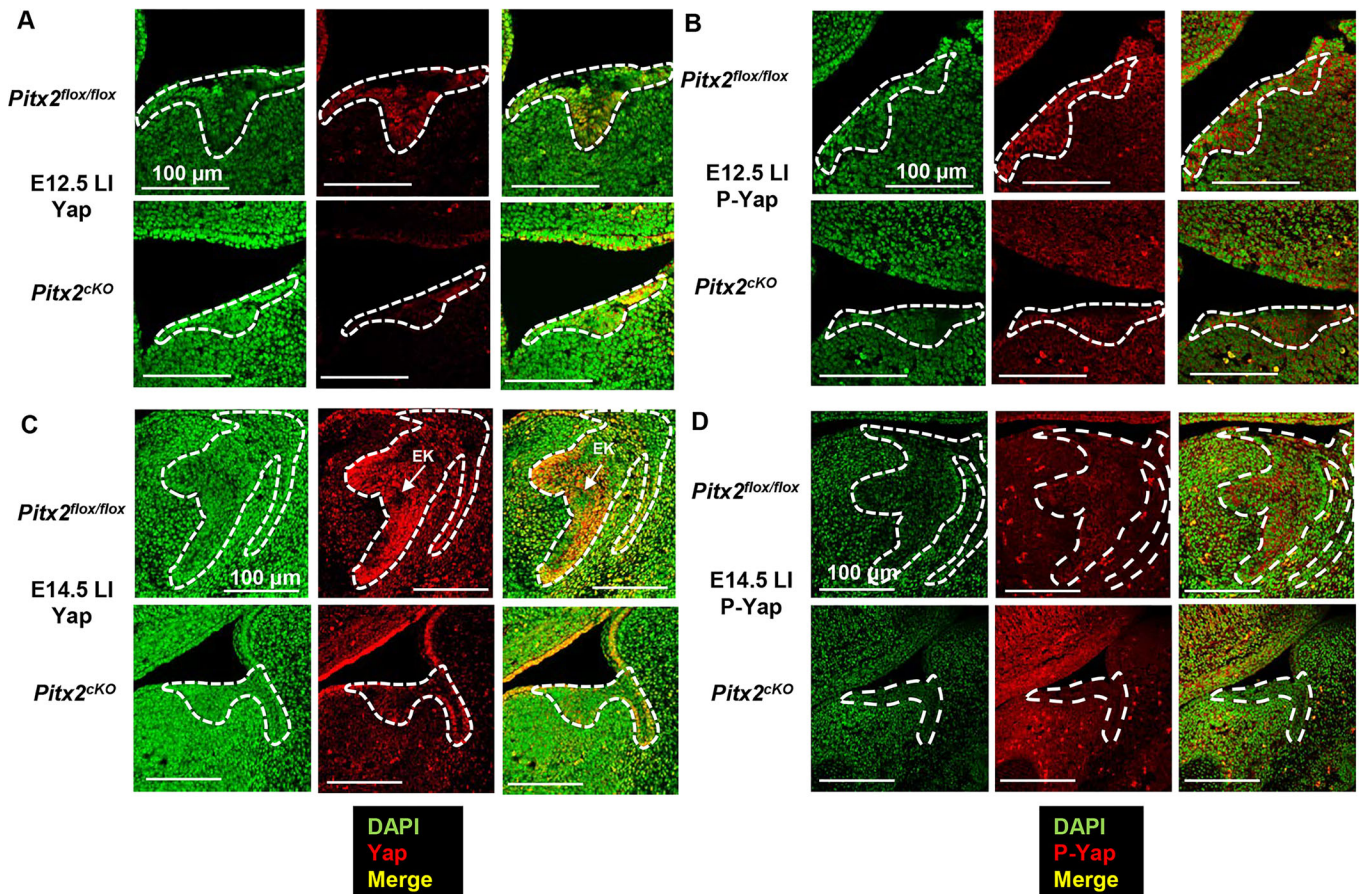 A
Pitx2flox/flox
E12.5 LI
Yap
100 µm
Pitx2cKO
B
Pitx2flox/flox
E12.5 LI
P-Yap
100 µm
Pitx2cKO
C
Pitx2flox/flox
EK
EK
E14.5 LI
Yap
100 µm
Pitx2cKO
D
Pitx2flox/flox
E14.5 LI
P-Yap
100 µm
Pitx2cKO
DAPI
Yap
Merge
DAPI
P-Yap
Merge